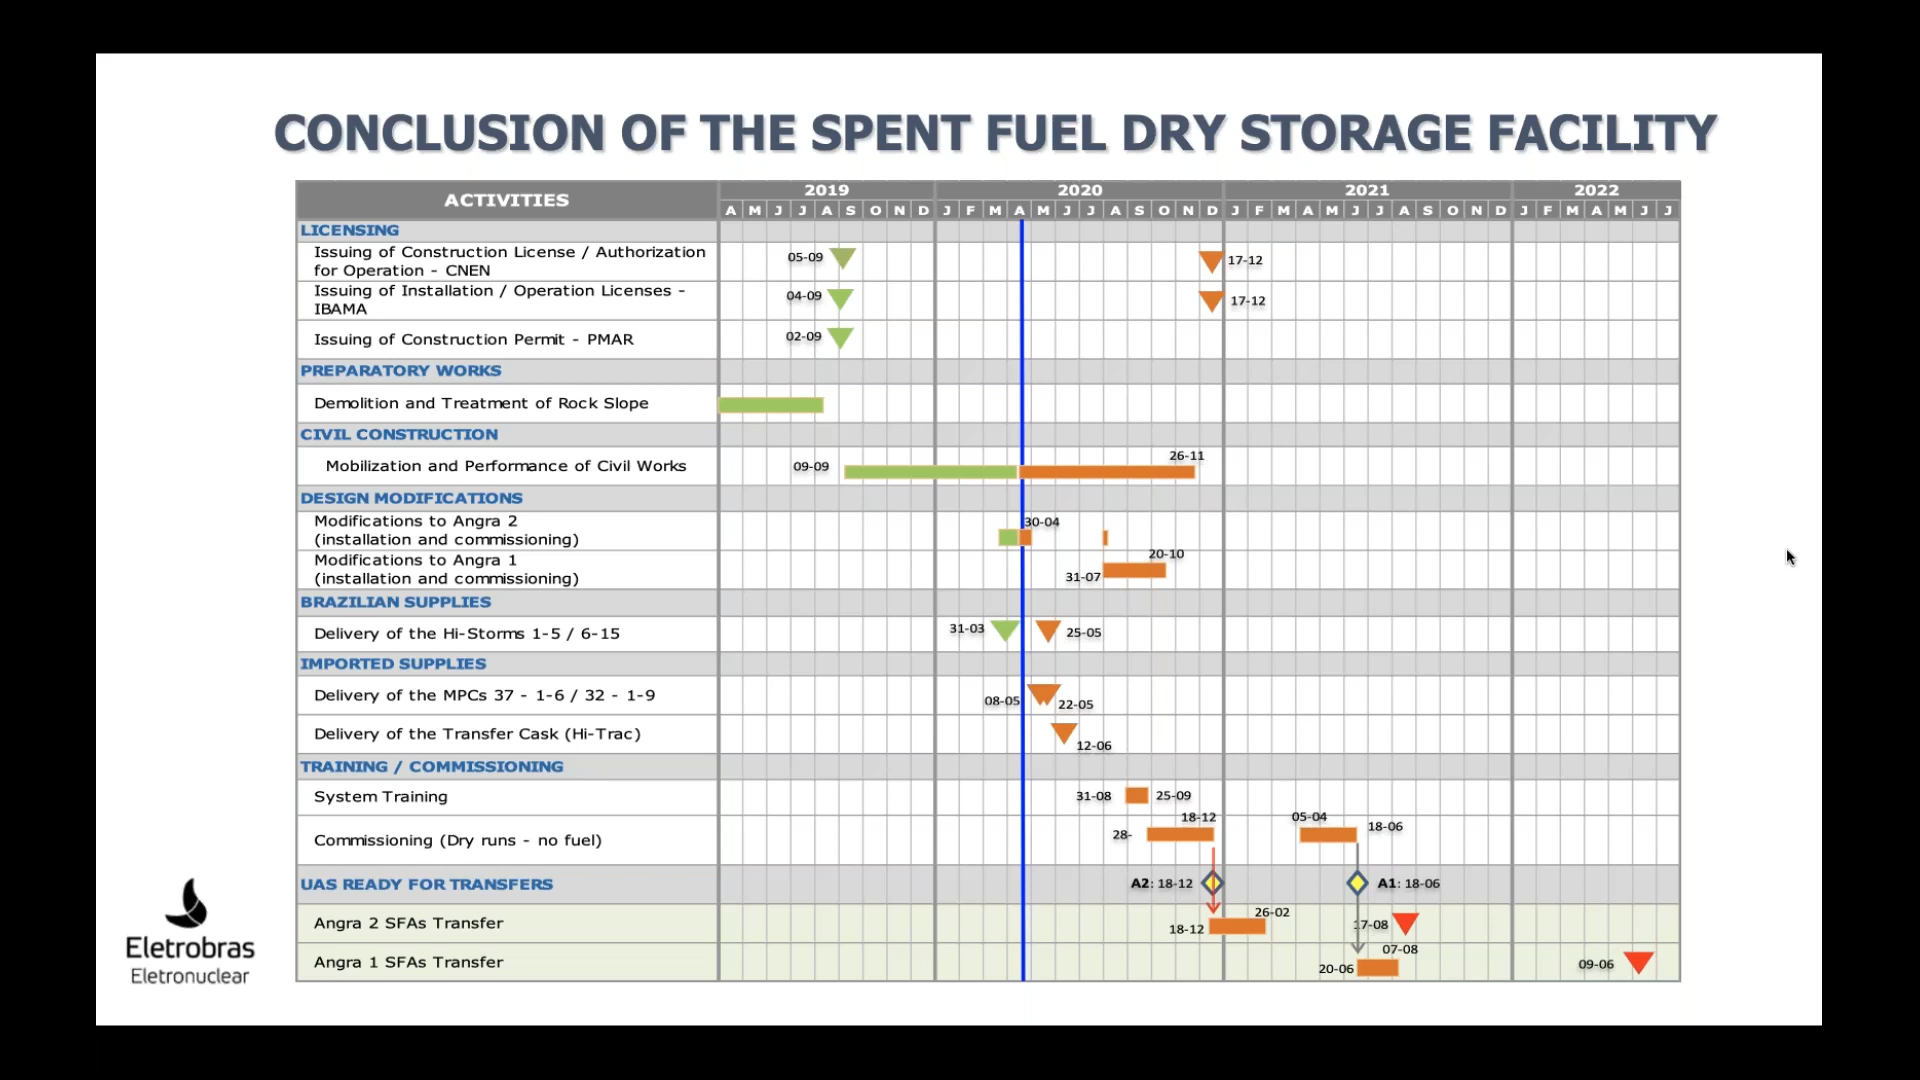 CONCLUSION OF THE SPENT FUEL DRY STORAGE FACILITY
ACTIVITIES
2019 2020 2021 2022
A M J J A S O N D J F M A M J J A S O N D J F M A M J J A S O N D J F M A M J J
LICENSING
Issuing of Construction License / Authorization
for Operation - CNEN
05-09
17-12
Issuing of Installation / Operation Licenses -
IBAMA
04-09
17-12
Issuing of Construction Permit - PMAR
02-09
PREPARATORY WORKS
Demolition and Treatment of Rock Slope
CIVIL CONSTRUCTION
Mobilization and Performance of Civil Works
09-09
26-11
DESIGN MODIFICATIONS
Modifications to Angra 2
(installation and commissioning)
30-04
Modifications to Angra 1
(installation and commissioning)
31-07
20-10
BRAZILIAN SUPPLIES
Delivery of the Hi-Storms 1-5 / 6-15
31-03
25-05
IMPORTED SUPPLIES
Delivery of the MPCs 37 - 1-6 / 32 - 1-9
08-05
22-05
Delivery of the Transfer Cask (Hi-Trac)
12-06
TRAINING / COMMISSIONING
System Training
31-08
25-09
Commissioning (Dry runs - no fuel)
28-
18-12
05-04
18-06
UAS READY FOR TRANSFERS
A2: 18-12
A1: 18-06
Angra 2 SFAs Transfer
18-12
26-02
17-08
Angra 1 SFAs Transfer
20-06
07-08
09-06
Eletrobras
Eletronuclear